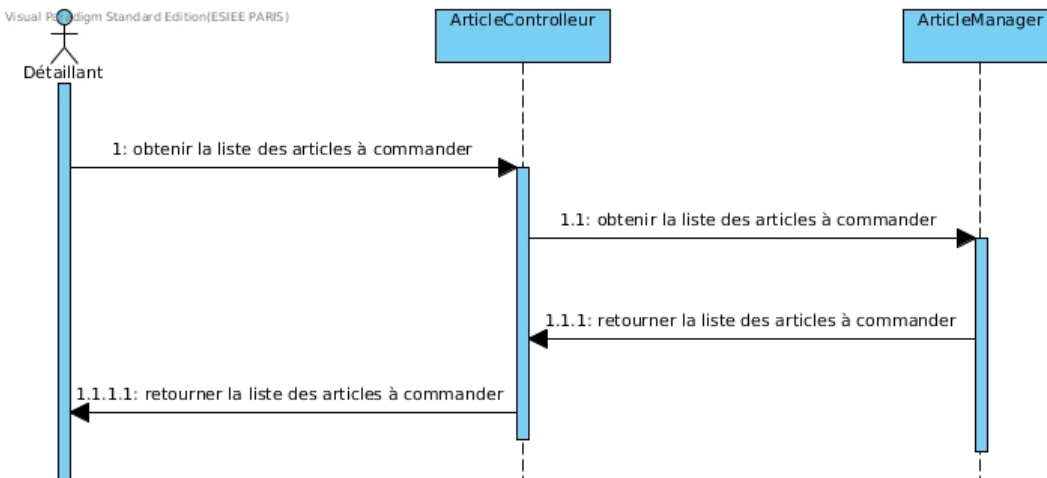 Visual Paradigm Standard Edition(ESIEE PARIS)
Détaillant
ArticleControlleur
ArticleManager
1: obtenir la liste des articles à commander
1.1: obtenir la liste des articles à commander
1.1.1: retourner la liste des articles à commander
1.1.1.1: retourner la liste des articles à commander